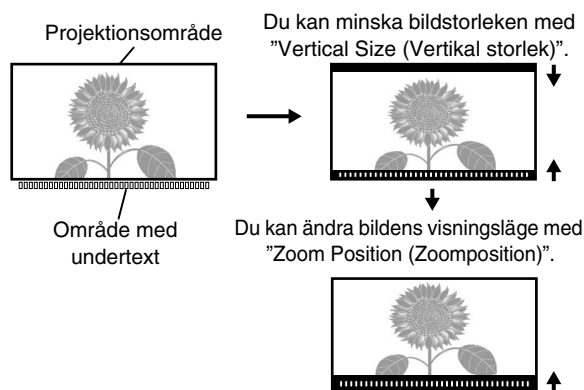 Projektionsområde
Område med
undertext
Du kan minska bildstorleken med
”Vertical Size (Vertikal storlek)”.
Du kan ändra bildens visningsläge med
”Zoom Position (Zoomposition)”.